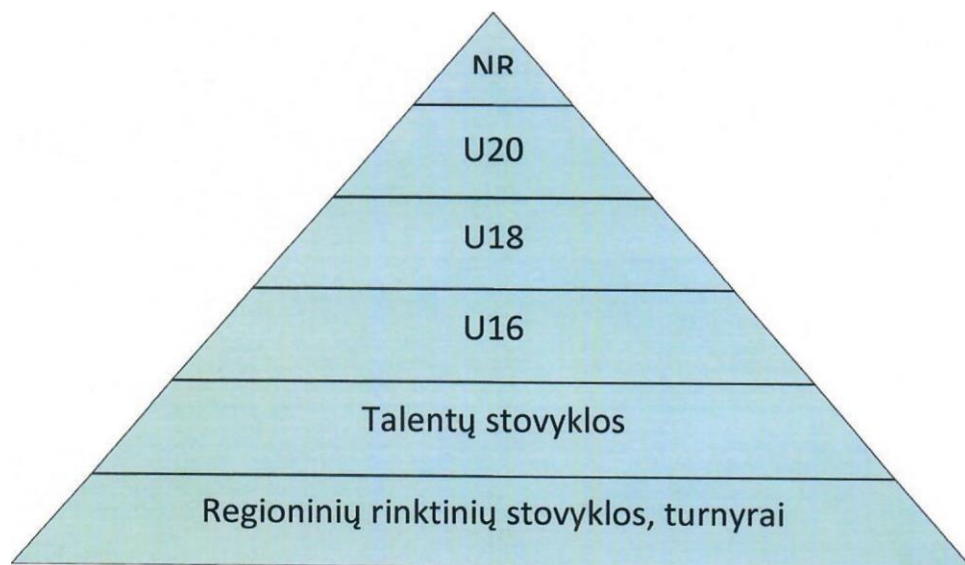 NR
U20
U18
U16
Talentų stovyklos
Regioninių rinktinių stovyklos, turnyrai